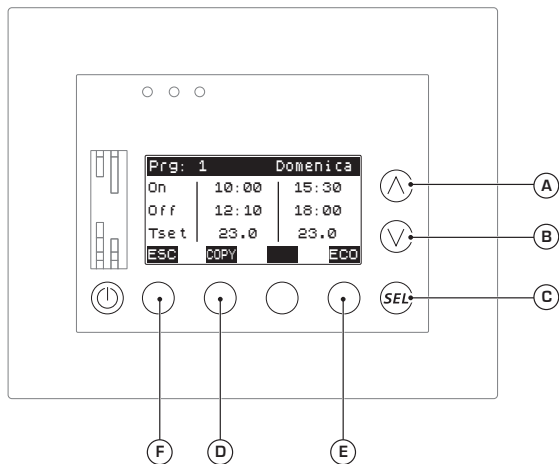 Prg: 1 Domenica
On 10:00 15:30
Off 12:10 18:00
Tset 23.0 23.0
ESC COPY ECO
A
B
SEL C
F D E